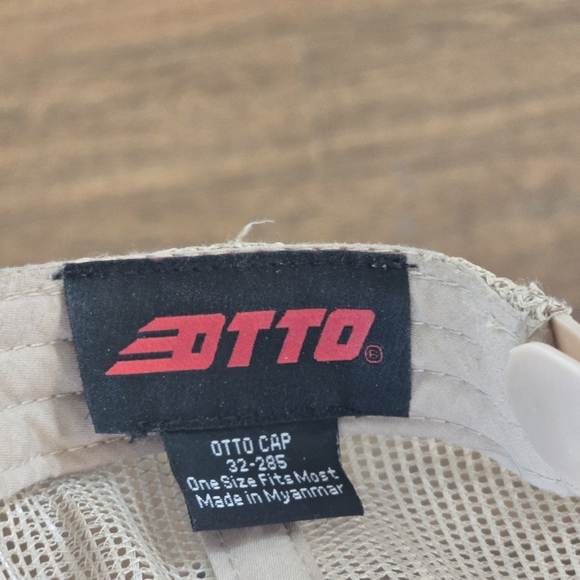 OTTO ®
OTTO CAP
32-285
One Size Fits Most
Made in Myanmar